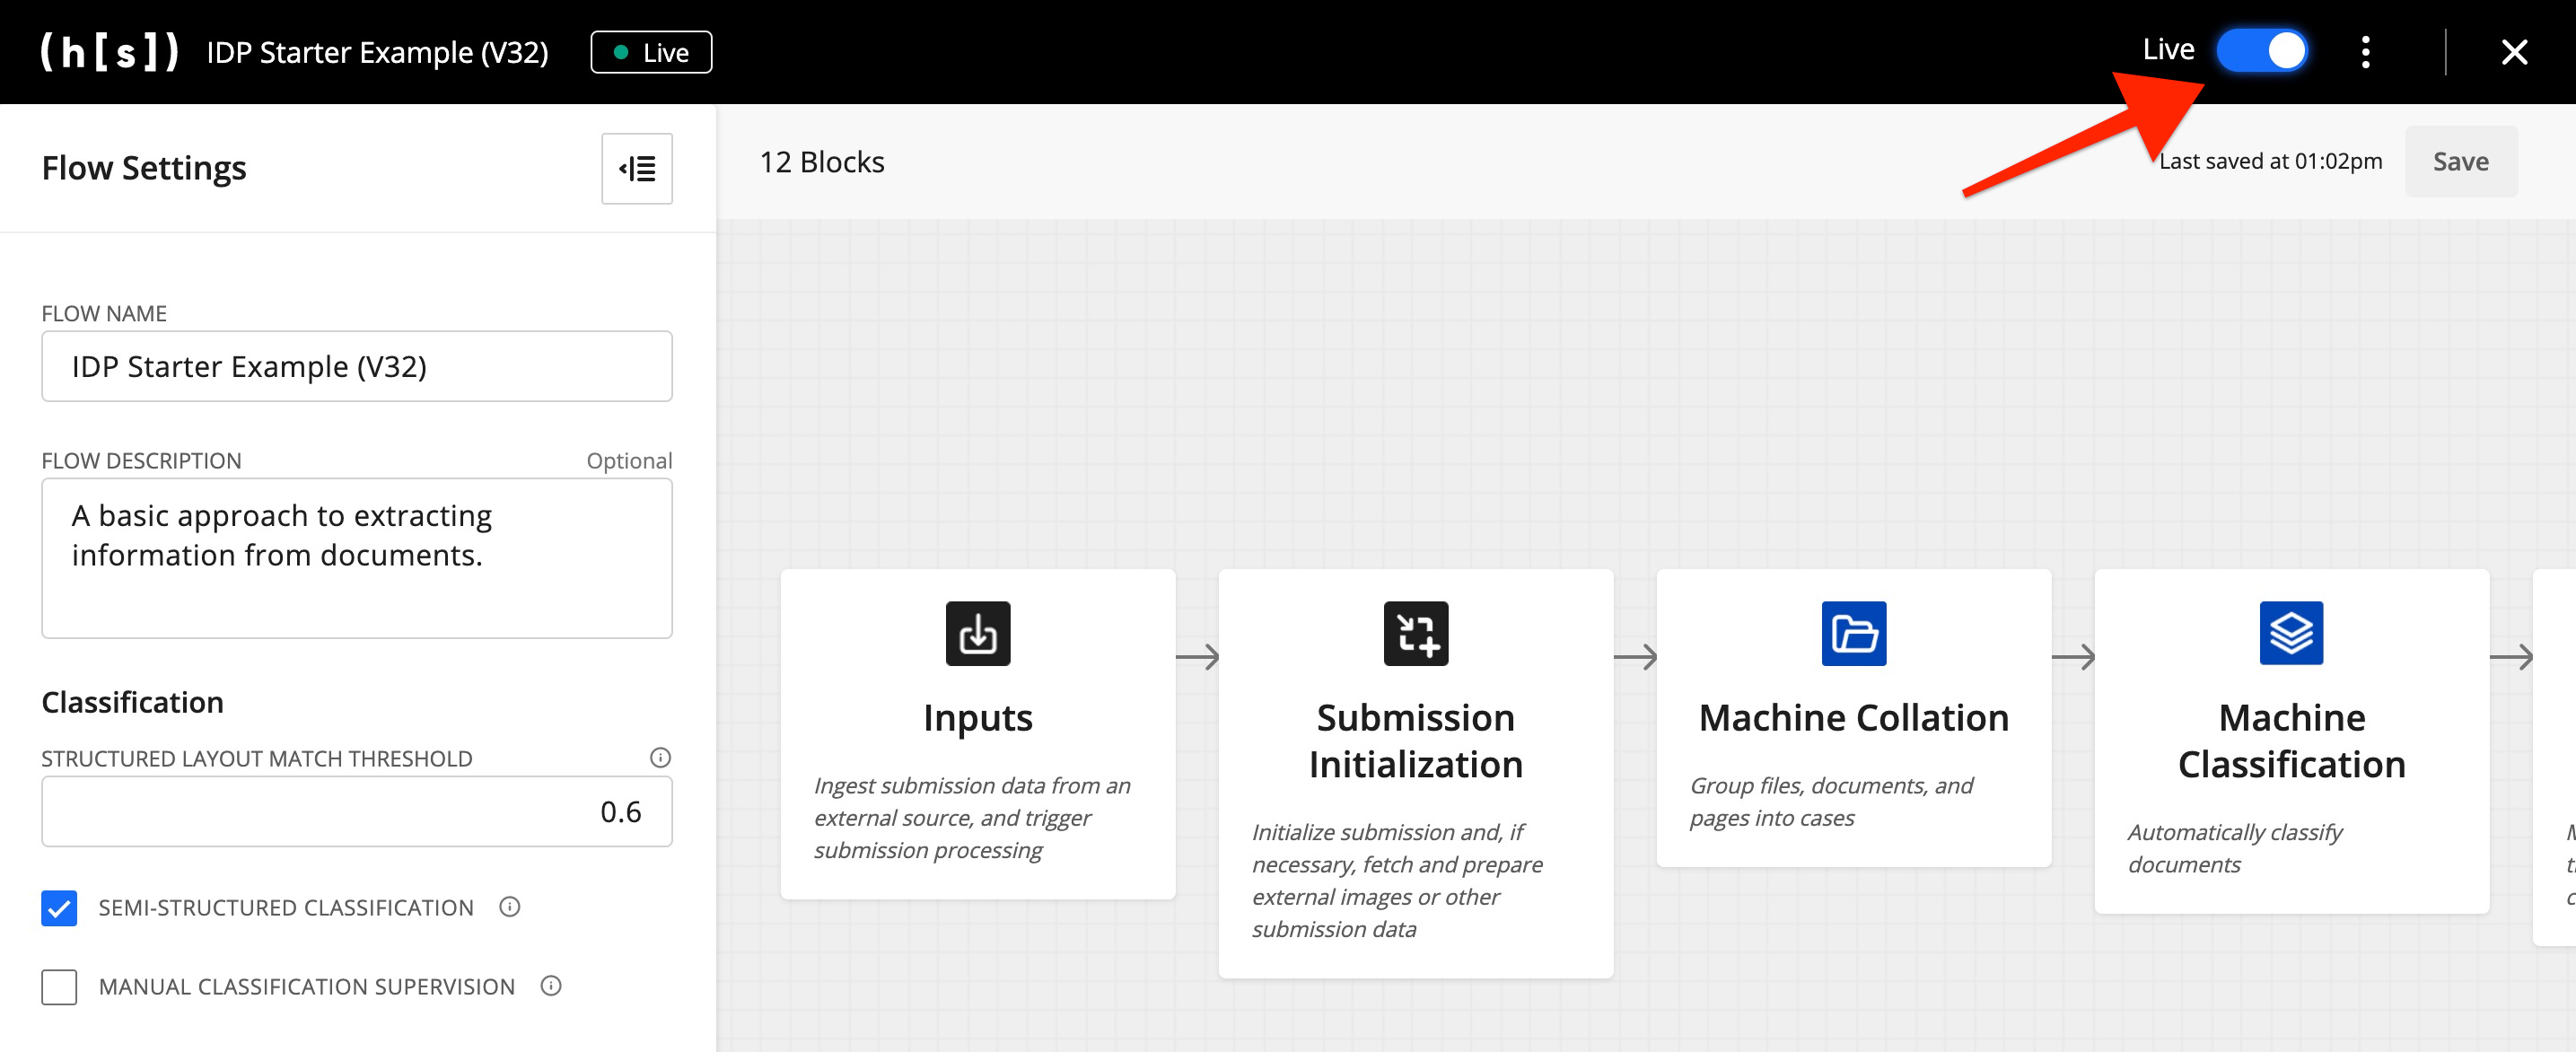 (h[s]) IDP Starter Example (V32) Live Live
Flow Settings
12 Blocks
Last saved at 01:02pm Save
FLOW NAME
IDP Starter Example (V32)
FLOW DESCRIPTION Optional
A basic approach to extracting
information from documents.
Classification
STRUCTURED LAYOUT MATCH THRESHOLD
0.6
SEMI-STRUCTURED CLASSIFICATION
MANUAL CLASSIFICATION SUPERVISION
Inputs
Ingest submission data from an
external source, and trigger
submission processing
Submission
Initialization
Initialize submission and, if
necessary, fetch and prepare
external images or other
submission data
Machine Collation
Group files, documents, and
pages into cases
Machine
Classification
Automatically classify
documents